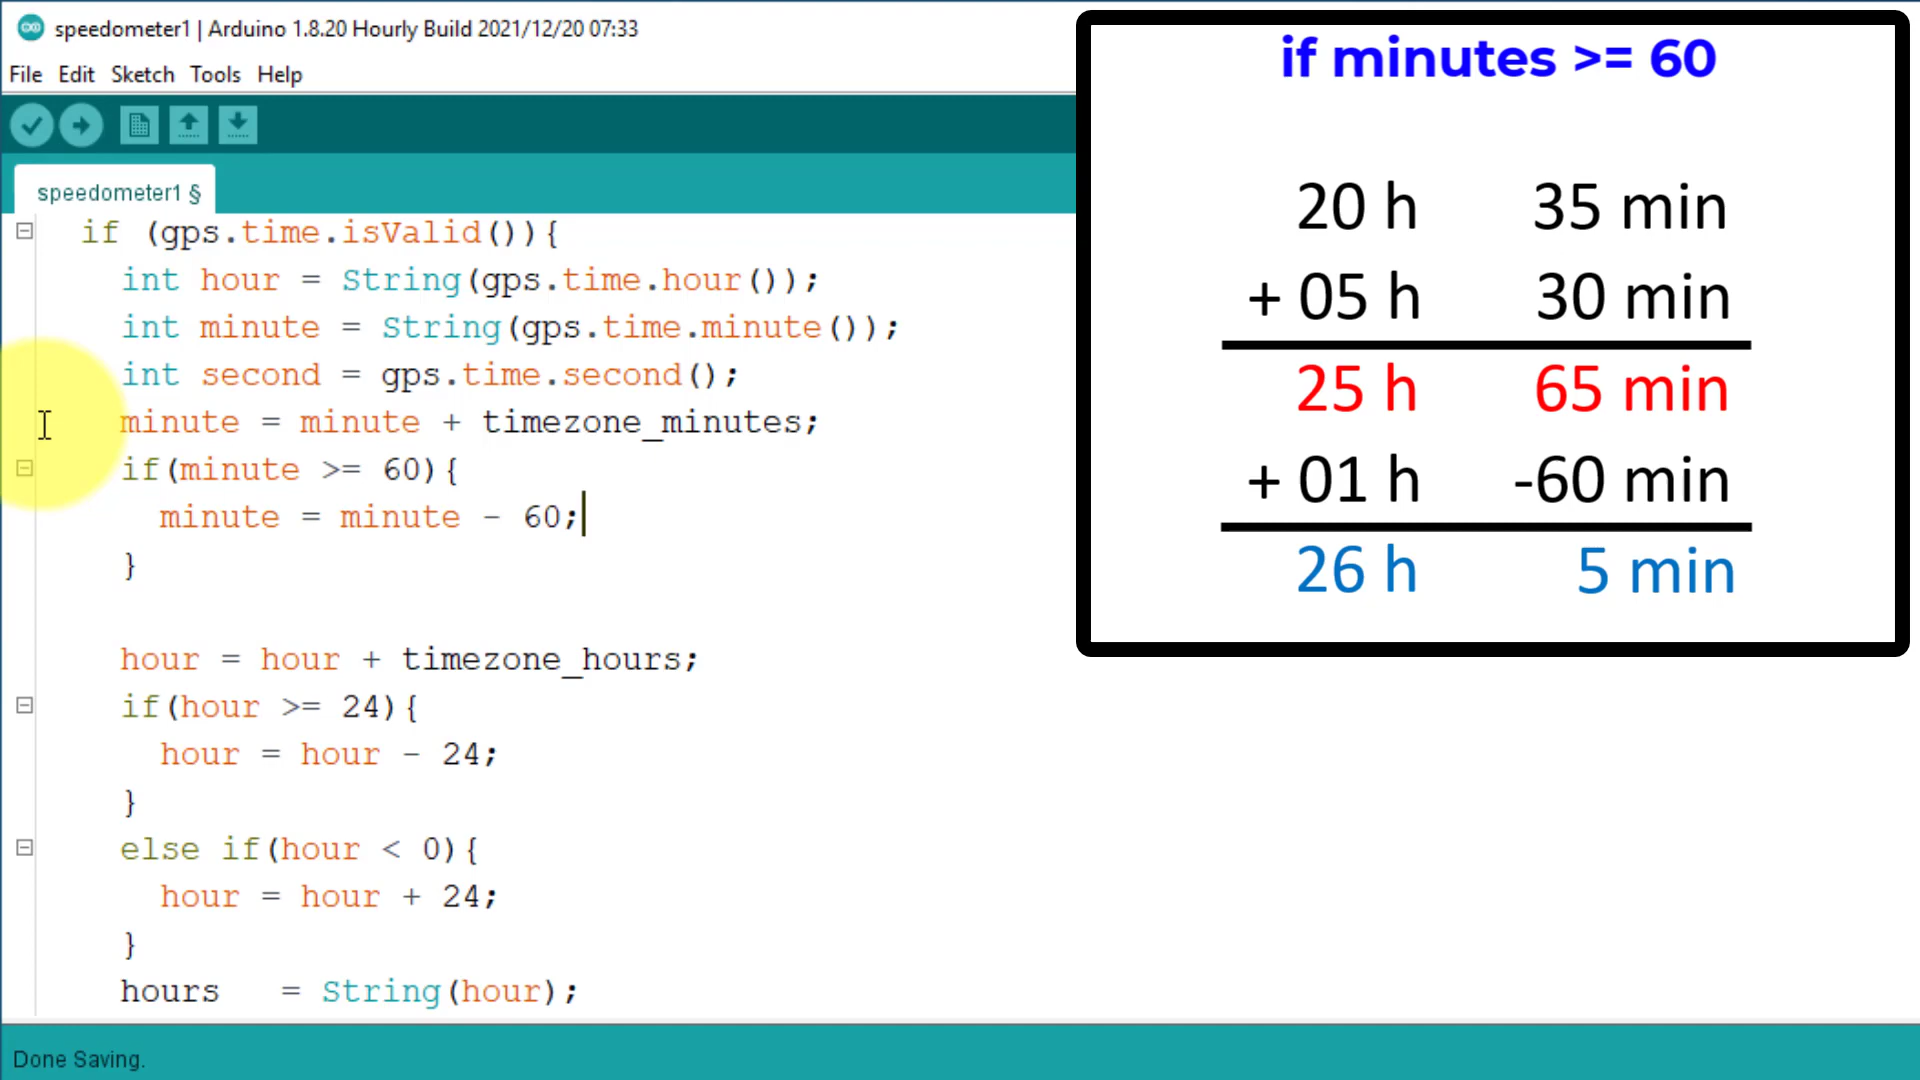 speedometer1 | Arduino 1.8.20 Hourly Build 2021/12/20 07:33
File Edit Sketch Tools Help
speedometer1 §
if (gps.time.isValid()){
int hour = String(gps.time.hour());
int minute = String(gps.time.minute());
int second = gps.time.second();
minute = minute + timezone_minutes;
if(minute >= 60){
minute = minute - 60;
}
hour = hour + timezone_hours;
if(hour >= 24){
hour = hour - 24;
}
else if(hour < 0){
hour = hour + 24;
}
hours = String(hour);
Done Saving.
if minutes >= 60
20 h 35 min
+ 05 h 30 min
25 h 65 min
+ 01 h -60 min
26 h 5 min